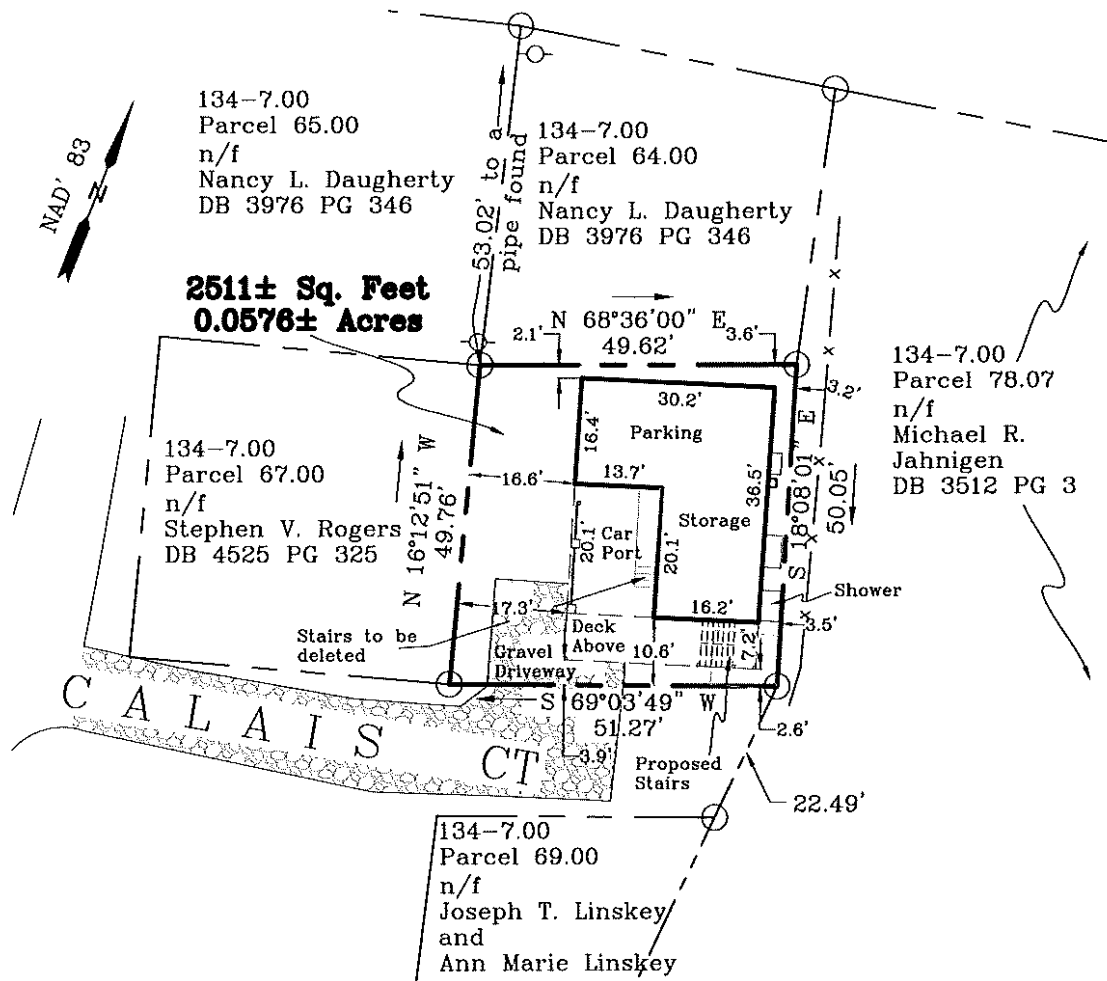 134-7.00
Parcel 65.00
n/f
Nancy L. Daugherty
DB 3976 PG 346
NAD' 83
N
53.02' to a
pipe found
134-7.00
Parcel 64.00
n/f
Nancy L. Daugherty
DB 3976 PG 346
2511± Sq. Feet
0.0576± Acres
2.1'
N 68°36'00" E
49.62'
3.6'
134-7.00
Parcel 78.07
n/f
Michael R.
Jahnigen
DB 3512 PG 3
3.2'
30.2'
16.4'
Parking
134-7.00
Parcel 67.00
n/f
Stephen V. Rogers
DB 4525 PG 325
N 16°12'51" W
49.76'
16.6'
13.7'
36.5'
S 18°08'01" E
50.05'
Storage
20.1'
Car
Port
20.1'
Shower
17.3'
16.2'
3.5'
Stairs to be
deleted
Deck
Above
7.2'
Gravel
Driveway
10.6'
S 69°03'49" W
51.27'
2.6'
CALAIS CT
3.9'
Proposed
Stairs
22.49'
134-7.00
Parcel 69.00
n/f
Joseph T. Linskey
and
Ann Marie Linskey